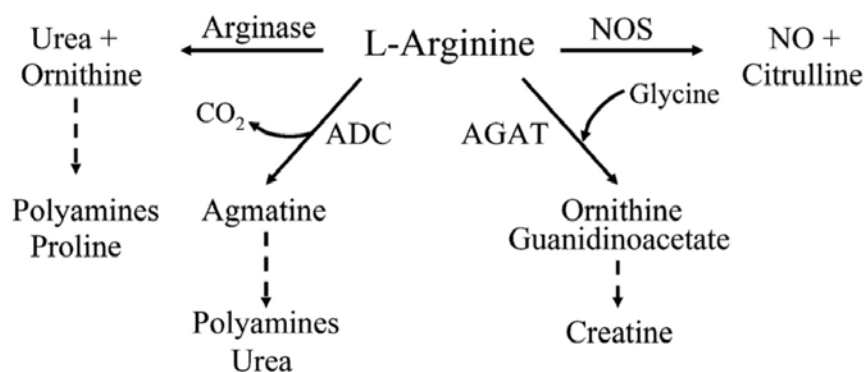 Urea +
Ornithine
Arginase
L-Arginine
NOS
NO +
Citrulline
CO₂
ADC
AGAT
Glycine
Polyamines
Proline
Agmatine
Ornithine
Guanidinoacetate
Polyamines
Urea
Creatine